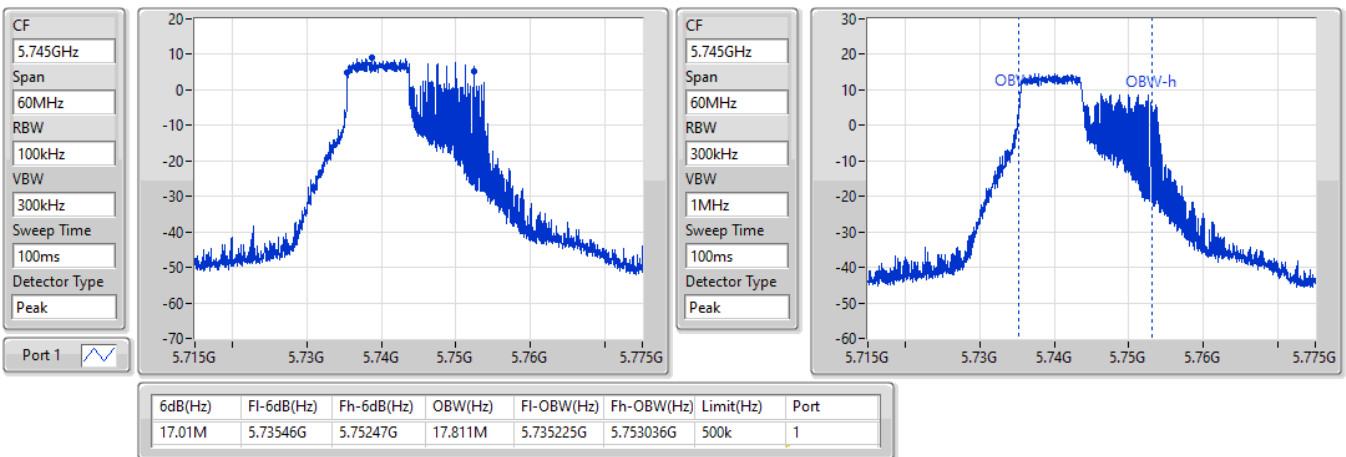 CF
5.745GHz
Span
60MHz
RBW
100kHz
VBW
300kHz
Sweep Time
100ms
Detector Type
Peak
Port 1
20
10
0
-10
-20
-30
-40
-50
-60
-70
5.715G 5.73G 5.74G 5.75G 5.76G 5.775G
CF
5.745GHz
Span
60MHz
RBW
300kHz
VBW
1MHz
Sweep Time
100ms
Detector Type
Peak
30
20
10
0
-10
-20
-30
-40
-50
-60
OBW-h
5.715G 5.73G 5.74G 5.75G 5.76G 5.775G
6dB(Hz) Fl-6dB(Hz) Fh-6dB(Hz) OBW(Hz) Fl-OBW(Hz) Fh-OBW(Hz) Limit(Hz) Port
17.01M 5.73546G 5.75247G 17.811M 5.735225G 5.753036G 500k 1